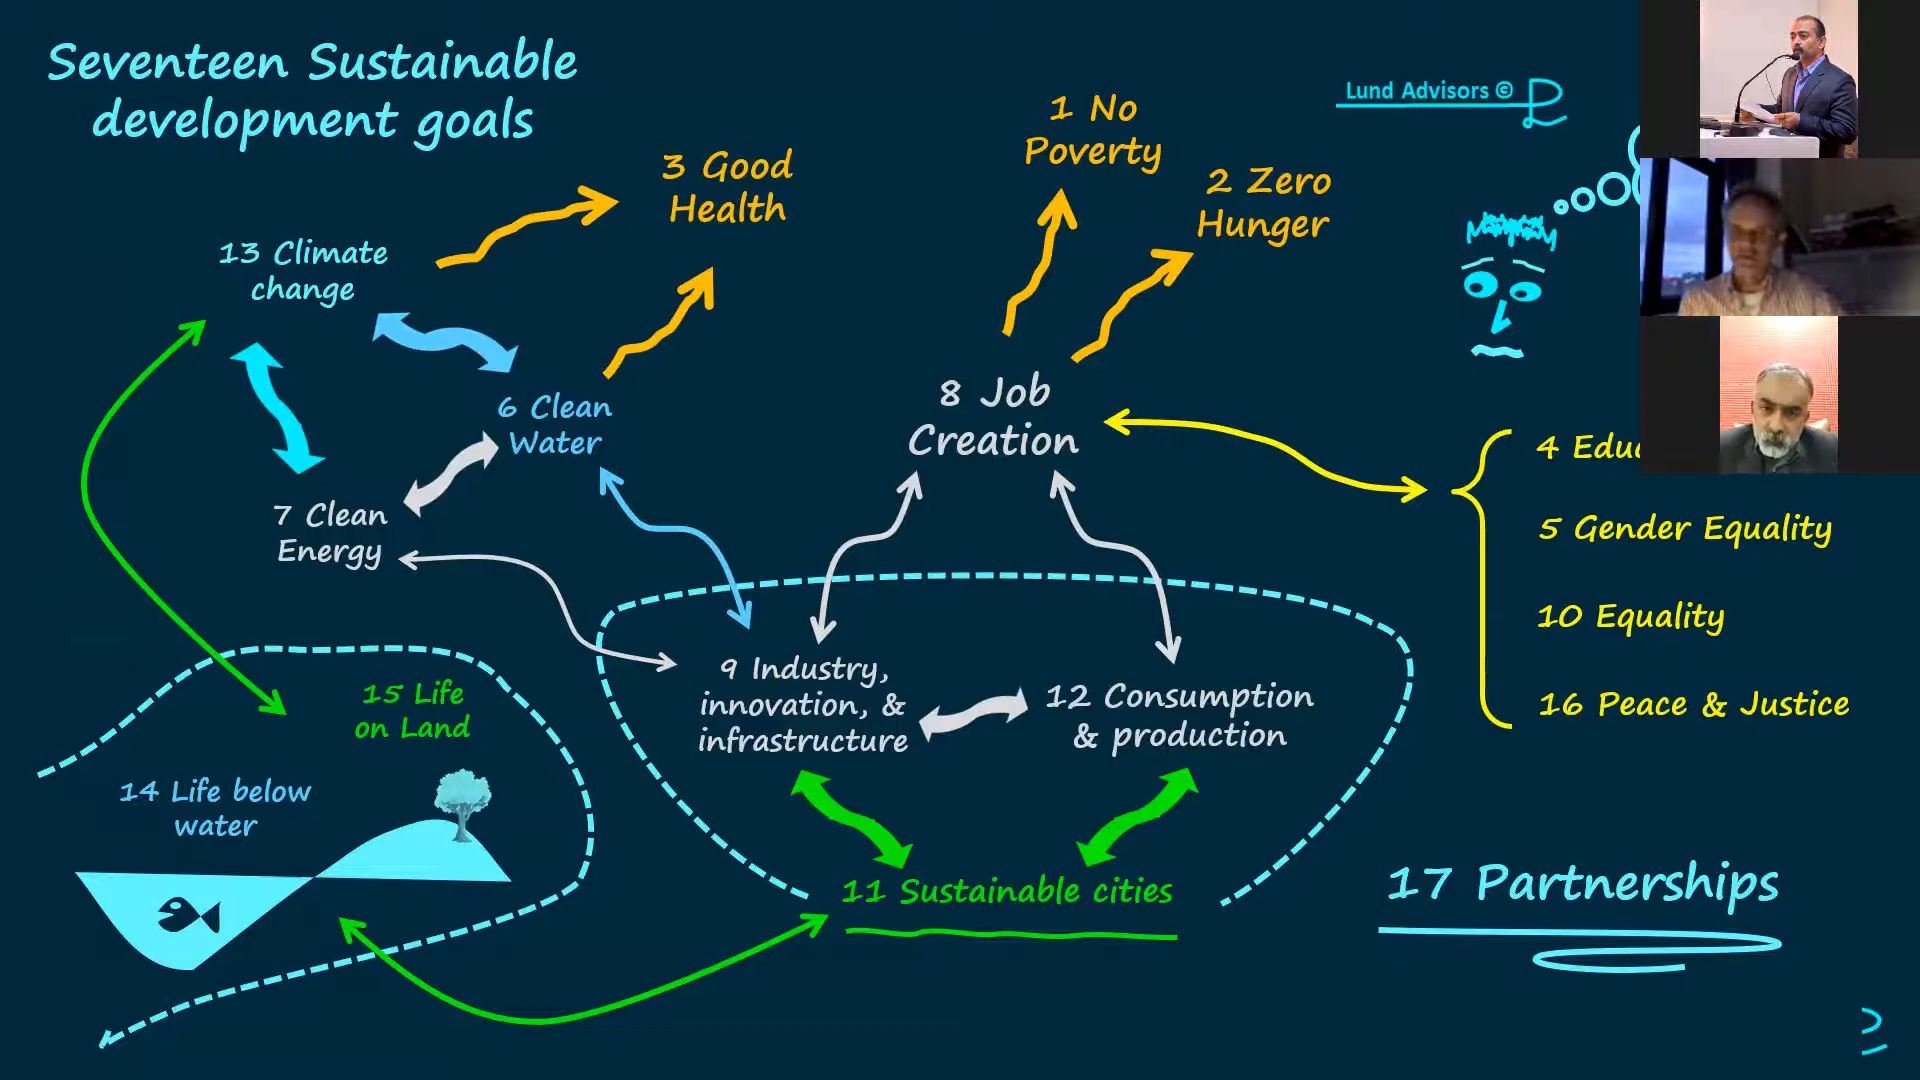 Seventeen Sustainable
development goals
Lund Advisors ©
1 No
Poverty
3 Good
Health
2 Zero
Hunger
13 Climate
change
6 Clean
Water
8 Job
Creation
4
7 Clean
Energy
5 Gender Equality
10 Equality
9 Industry,
innovation, &
infrastructure
12 Consumption
& production
16 Peace & Justice
15 Life
on Land
14 Life below
water
11 Sustainable cities
17 Partnerships